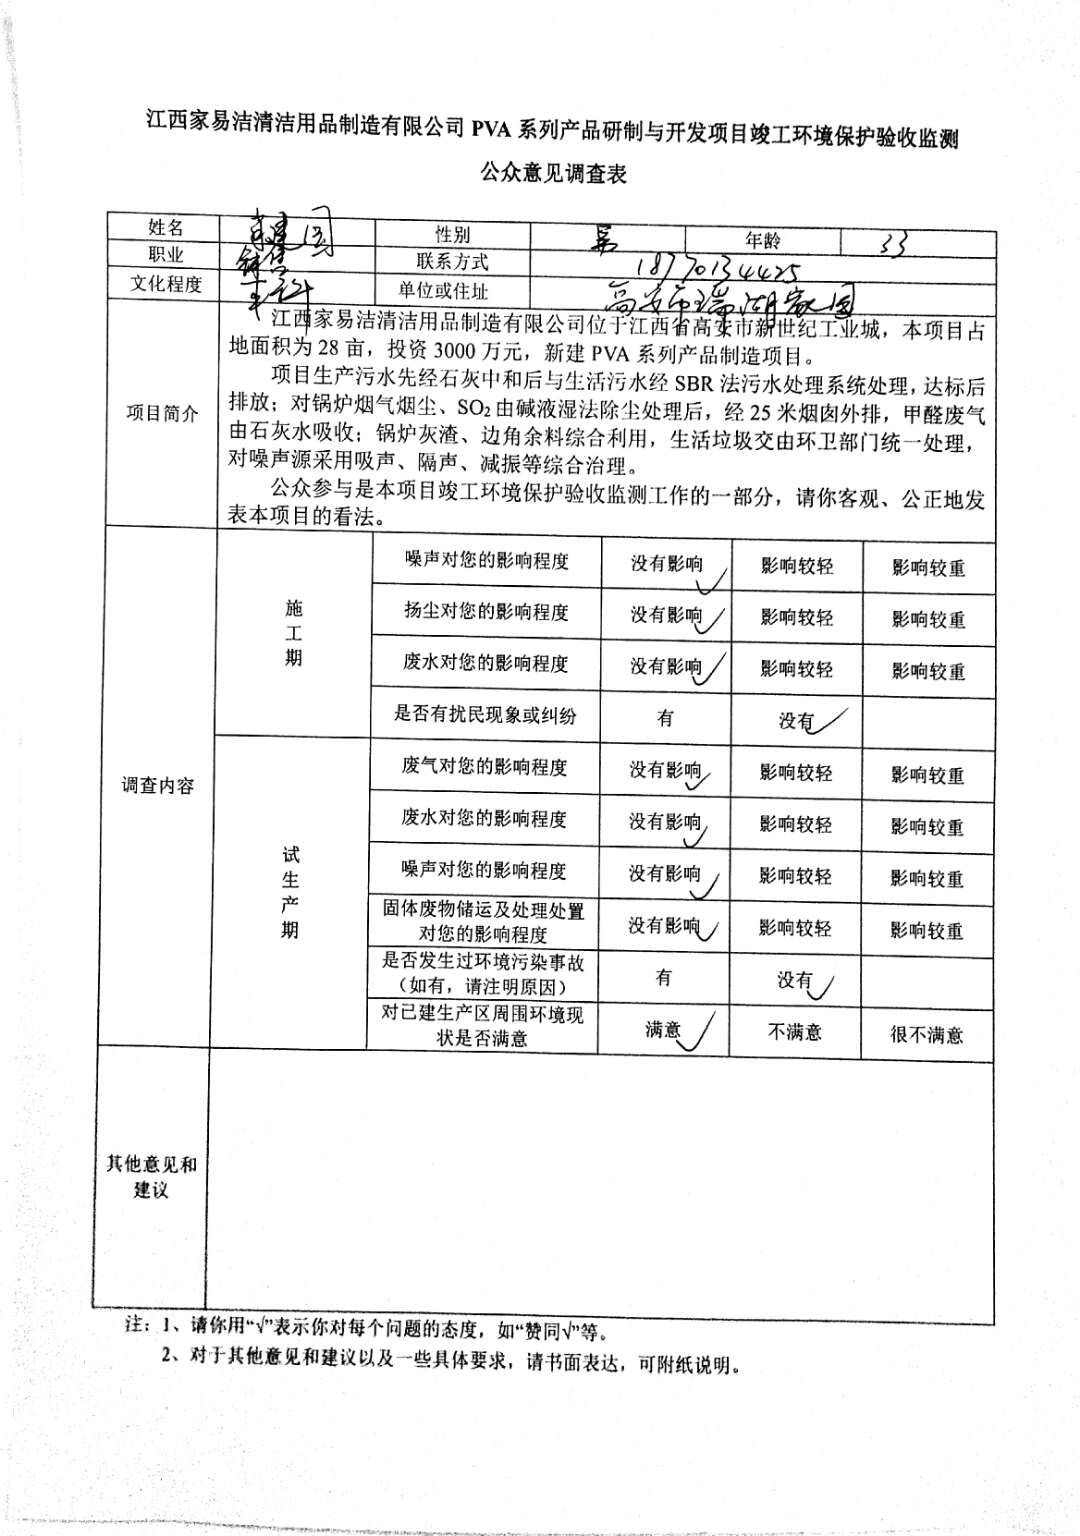 江西家易洁清洁用品制造有限公司 PVA 系列产品研制与开发项目竣工环境保护验收监测
公众意见调查表
姓名 建国 性别 男 年龄 33
职业 联系方式 18770134425
文化程度 单位或住址 高安市瑞湖家园
项目简介
江西家易洁清洁用品制造有限公司位于江西省高安市新世纪工业城，本项目占
地面积为 28 亩，投资 3000 万元，新建 PVA 系列产品制造项目。
项目生产污水先经石灰中和后与生活污水经 SBR 法污水处理系统处理，达标后
排放；对锅炉烟气烟尘、SO₂由碱液湿法除尘处理后，经 25 米烟囱外排，甲醛废气
由石灰水吸收；锅炉灰渣、边角余料综合利用，生活垃圾交由环卫部门统一处理，
对噪声源采用吸声、隔声、减振等综合治理。
公众参与是本项目竣工环境保护验收监测工作的一部分，请你客观、公正地发
表本项目的看法。
调查内容
施工期
噪声对您的影响程度 没有影响✓ 影响较轻 影响较重
扬尘对您的影响程度 没有影响✓ 影响较轻 影响较重
废水对您的影响程度 没有影响✓ 影响较轻 影响较重
是否有扰民现象或纠纷 有 没有✓
试生产期
废气对您的影响程度 没有影响✓ 影响较轻 影响较重
废水对您的影响程度 没有影响✓ 影响较轻 影响较重
噪声对您的影响程度 没有影响✓ 影响较轻 影响较重
固体废物储运及处理处置
对您的影响程度 没有影响✓ 影响较轻 影响较重
是否发生过环境污染事故
（如有，请注明原因） 有 没有✓
对已建生产区周围环境现
状是否满意 满意✓ 不满意 很不满意
其他意见和
建议
注：1、请你用“√”表示你对每个问题的态度，如“赞同√”等。
2、对于其他意见和建议以及一些具体要求，请书面表达，可附纸说明。